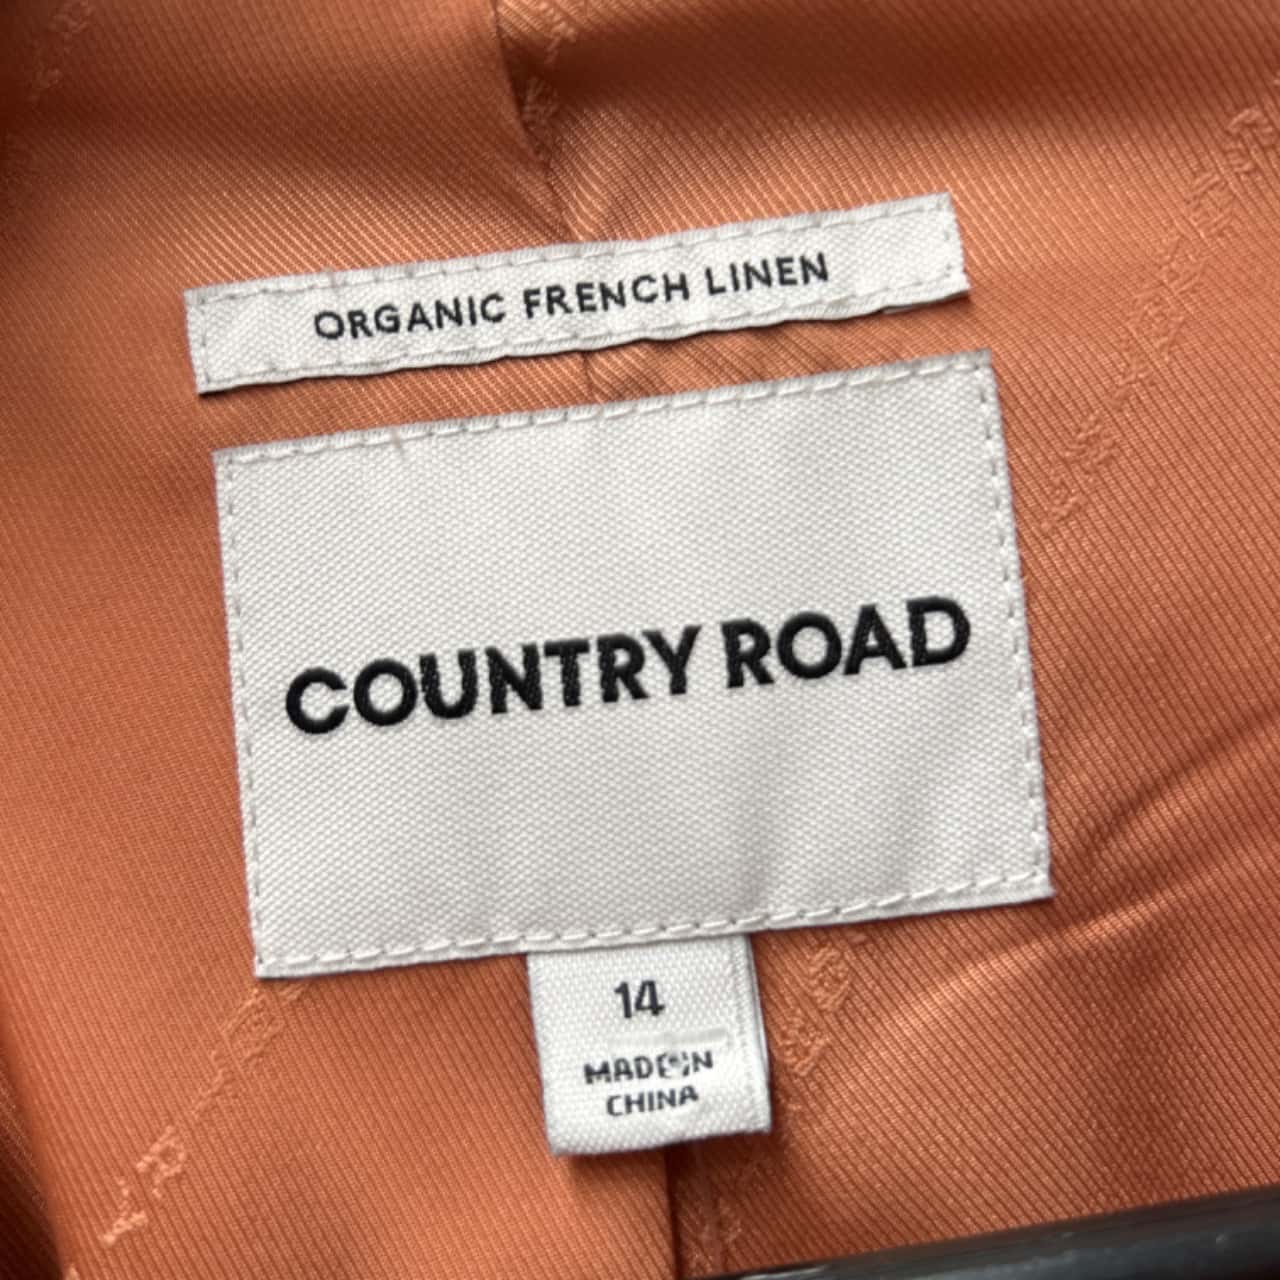 ORGANIC FRENCH LINEN
COUNTRY ROAD
14
MADE IN
CHINA